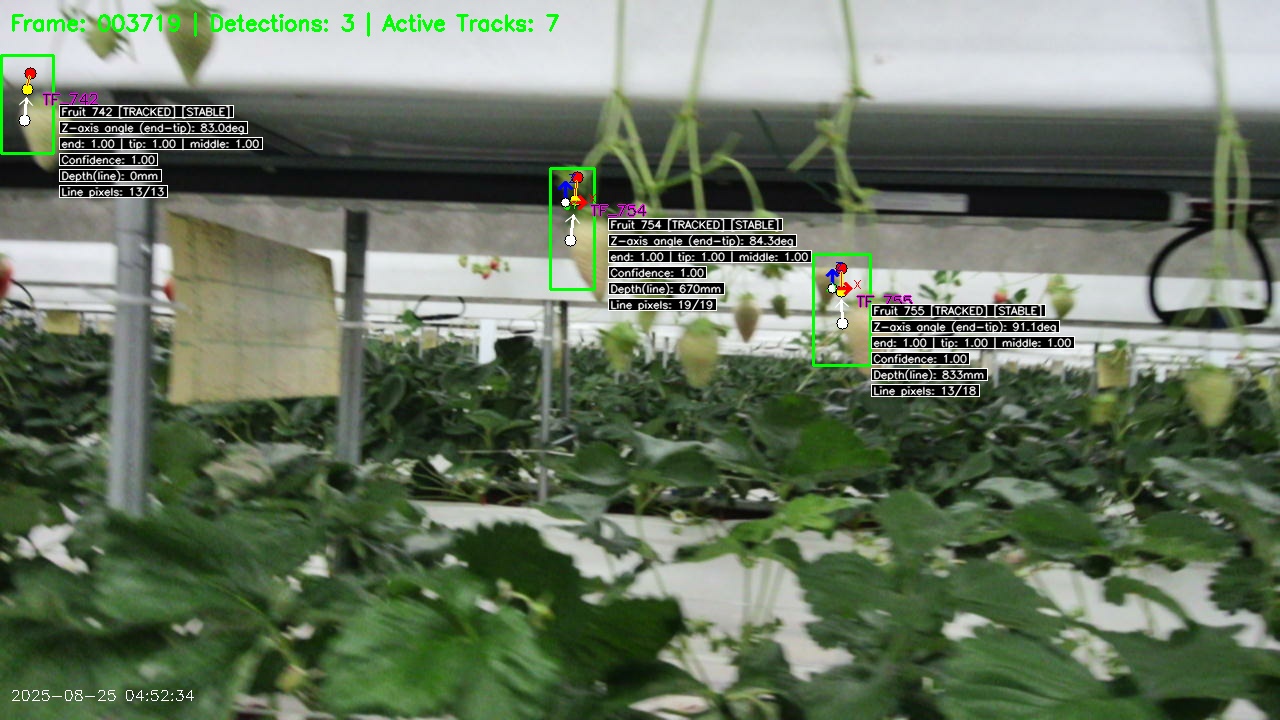 Frame: 003719 | Detections: 3 | Active Tracks: 7
TF_742
Fruit 742 [TRACKED] [STABLE]
Z-axis angle (end-tip): 83.0deg
end: 1.00 | tip: 1.00 | middle: 1.00
Confidence: 1.00
Depth(line): 0mm
Line pixels: 13/13
TF_754
Fruit 754 [TRACKED] [STABLE]
Z-axis angle (end-tip): 84.3deg
end: 1.00 | tip: 1.00 | middle: 1.00
Confidence: 1.00
Depth(line): 670mm
Line pixels: 19/19
X
TF_755
Fruit 755 [TRACKED] [STABLE]
Z-axis angle (end-tip): 91.1deg
end: 1.00 | tip: 1.00 | middle: 1.00
Confidence: 1.00
Depth(line): 833mm
Line pixels: 13/18
2025-08-25 04:52:34